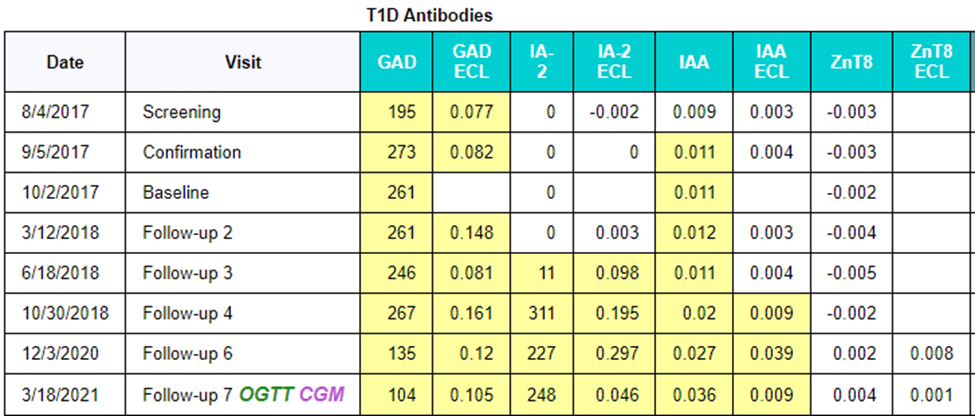 T1D Antibodies
Date Visit GAD GAD ECL IA-2 IA-2 ECL IAA IAA ECL ZnT8 ZnT8 ECL
8/4/2017 Screening 195 0.077 0 -0.002 0.009 0.003 -0.003
9/5/2017 Confirmation 273 0.082 0 0 0.011 0.004 -0.003
10/2/2017 Baseline 261 0 0.011 -0.002
3/12/2018 Follow-up 2 261 0.148 0 0.003 0.012 0.003 -0.004
6/18/2018 Follow-up 3 246 0.081 11 0.098 0.011 0.004 -0.005
10/30/2018 Follow-up 4 267 0.161 311 0.195 0.02 0.009 -0.002
12/3/2020 Follow-up 6 135 0.12 227 0.297 0.027 0.039 0.002 0.008
3/18/2021 Follow-up 7 OGTT CGM 104 0.105 248 0.046 0.036 0.009 0.004 0.001